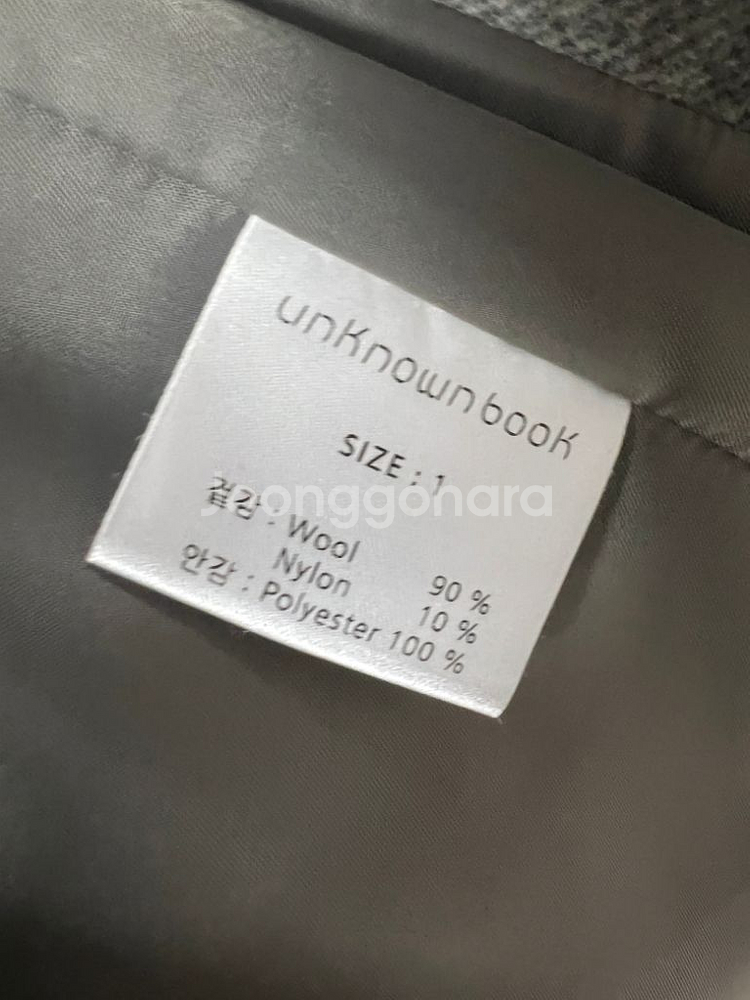 unknownbook
SIZE : 1
Joonggonara
겉감 : Wool 90 %
Nylon 10 %
안감 : Polyester 100 %